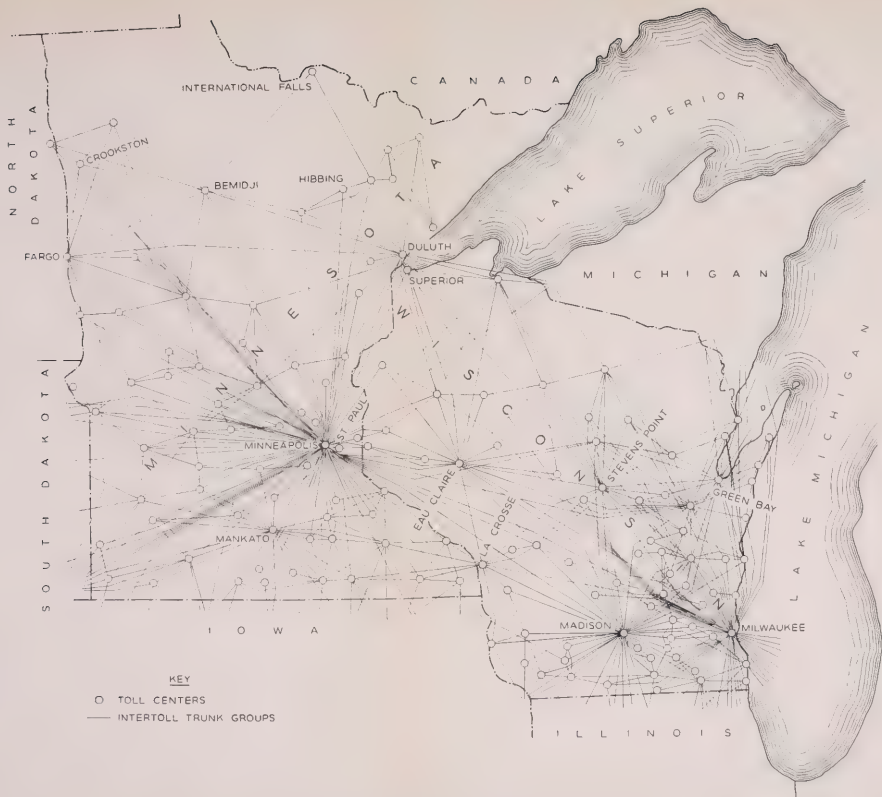 CANADA
INTERNATIONAL FALLS
NORTH DAKOTA
CROOKSTON
LAKE SUPERIOR
BEMIDJI
HIBBING
MINNESOTA
DULUTH
FARGO
SUPERIOR
MICHIGAN
WISCONSIN
LAKE MICHIGAN
SOUTH DAKOTA
ST PAUL
MINNEAPOLIS
STEVENS POINT
EAU CLAIRE
GREEN BAY
LA CROSSE
MANKATO
MADISON
MILWAUKEE
IOWA
KEY
TOLL CENTERS
INTERTOLL TRUNK GROUPS
ILLINOIS